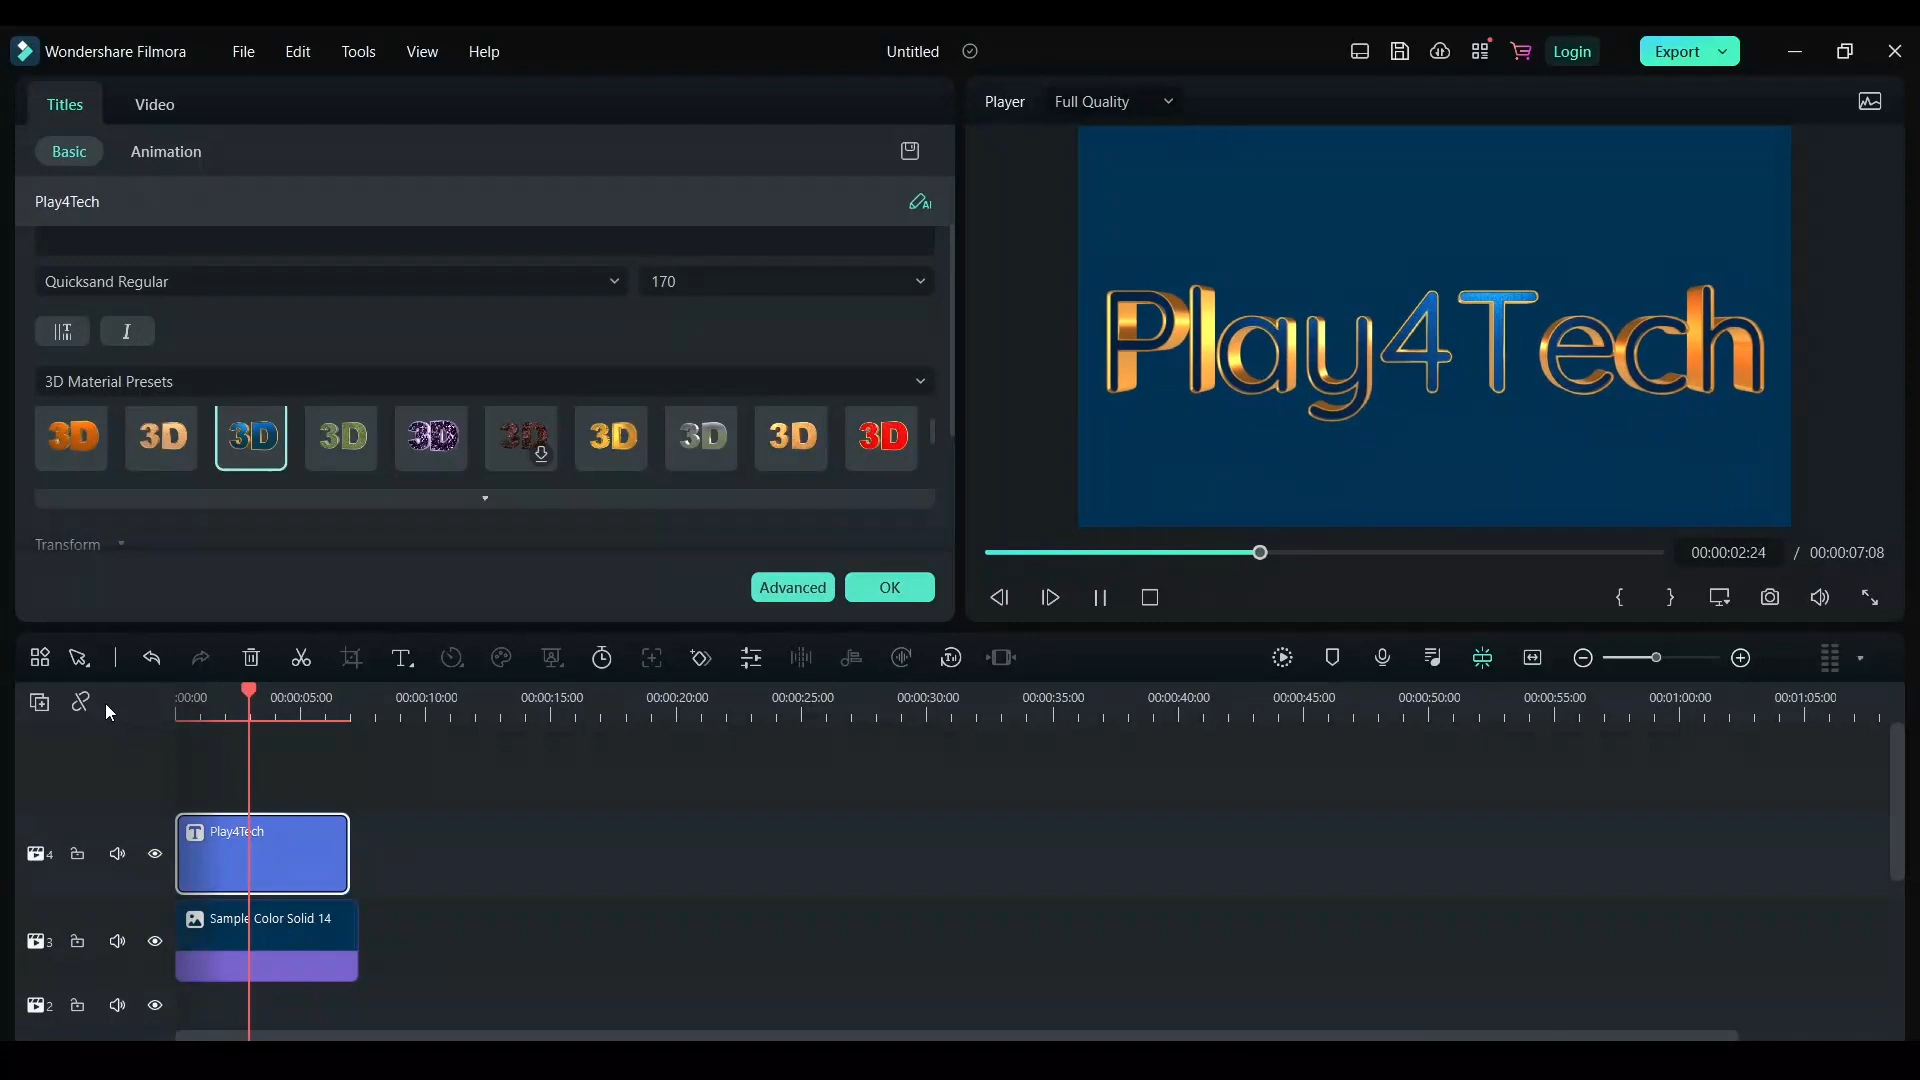 Wondershare Filmora File Edit Tools View Help Untitled Login Export
Titles Video
Player Full Quality
Basic Animation
Play4Tech
AI
Quicksand Regular 170
T I
3D Material Presets
3D 3D 3D 3D 3D 3D 3D 3D 3D 3D
Transform
Advanced OK
Play4Tech
00:00:02:24 / 00:00:07:08
{ }
:00:00 00:00:05:00 00:00:10:00 00:00:15:00 00:00:20:00 00:00:25:00 00:00:30:00 00:00:35:00 00:00:40:00 00:00:45:00 00:00:50:00 00:00:55:00 00:01:00:00 00:01:05:00
4 T Play4Tech
3 Sample Color Solid 14
2